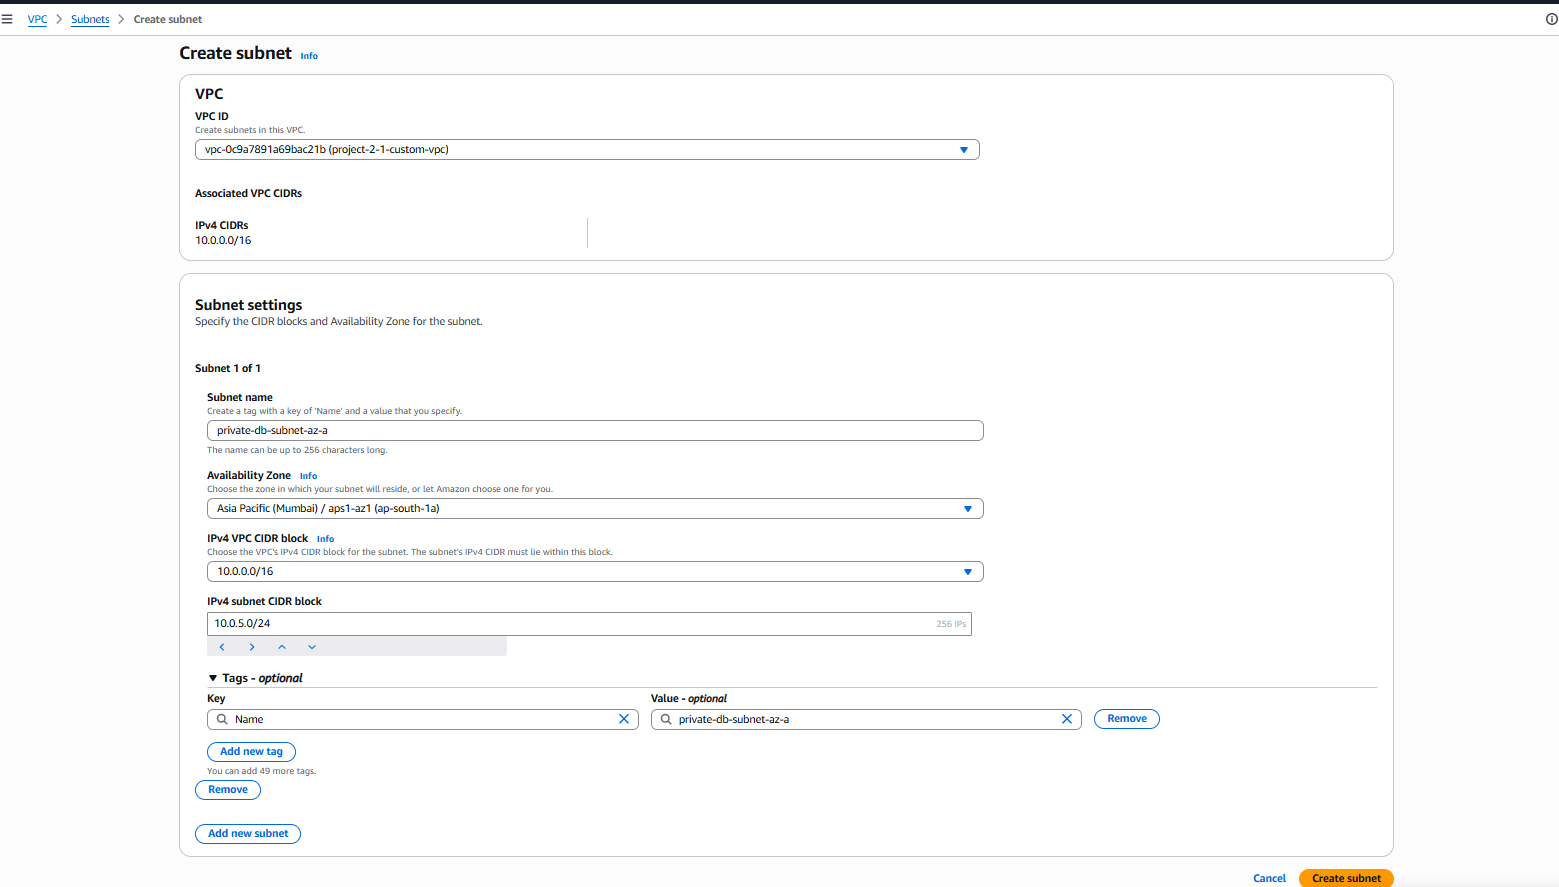 VPC > Subnets > Create subnet
Create subnet Info
VPC
VPC ID
Create subnets in this VPC.
vpc-0c9a7891a69bac21b (project-2-1-custom-vpc)
Associated VPC CIDRs
IPv4 CIDRs
10.0.0.0/16
Subnet settings
Specify the CIDR blocks and Availability Zone for the subnet.
Subnet 1 of 1
Subnet name
Create a tag with a key of 'Name' and a value that you specify.
private-db-subnet-az-a
The name can be up to 256 characters long.
Availability Zone Info
Choose the zone in which your subnet will reside, or let Amazon choose one for you.
Asia Pacific (Mumbai) / aps1-az1 (ap-south-1a)
IPv4 VPC CIDR block Info
Choose the VPC's IPv4 CIDR block for the subnet. The subnet's IPv4 CIDR must lie within this block.
10.0.0.0/16
IPv4 subnet CIDR block
10.0.5.0/24 256 IPs
Tags - optional
Key Value - optional
Name private-db-subnet-az-a Remove
Add new tag
You can add 49 more tags.
Remove
Add new subnet
Cancel Create subnet